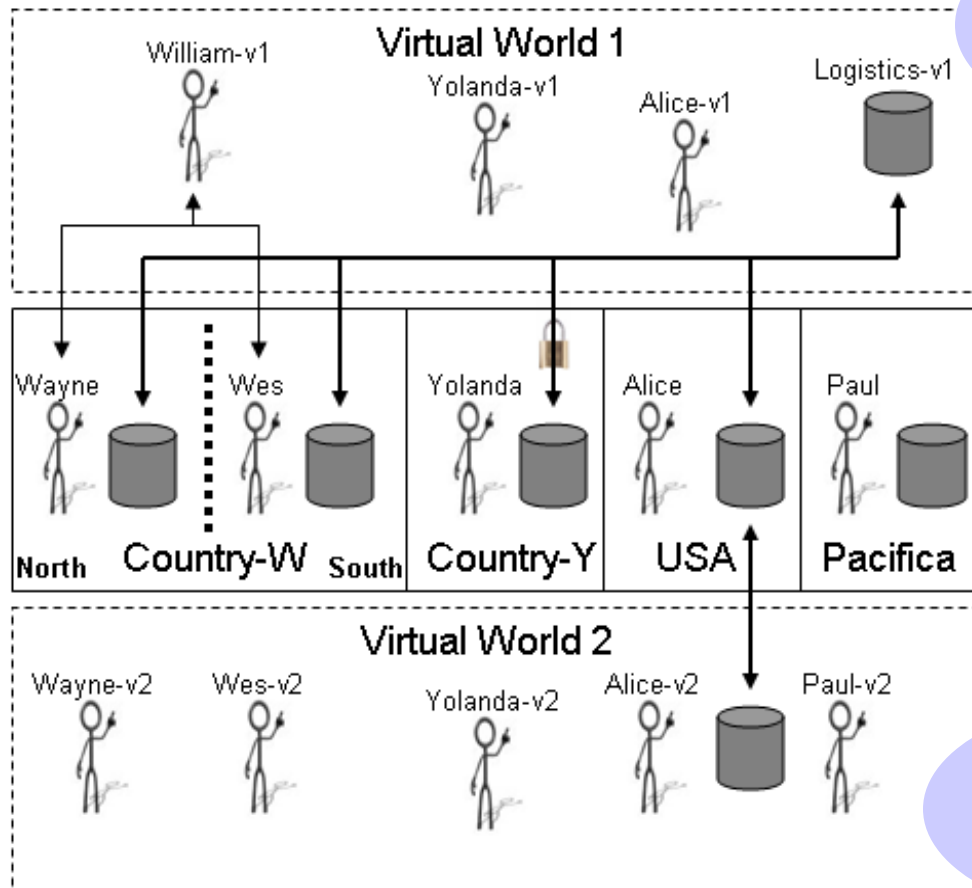 Virtual World 1
William-v1
Yolanda-v1
Alice-v1
Logistics-v1
Wayne
Wes
Yolanda
Alice
Paul
North
Country-W
South
Country-Y
USA
Pacifica
Virtual World 2
Wayne-v2
Wes-v2
Yolanda-v2
Alice-v2
Paul-v2